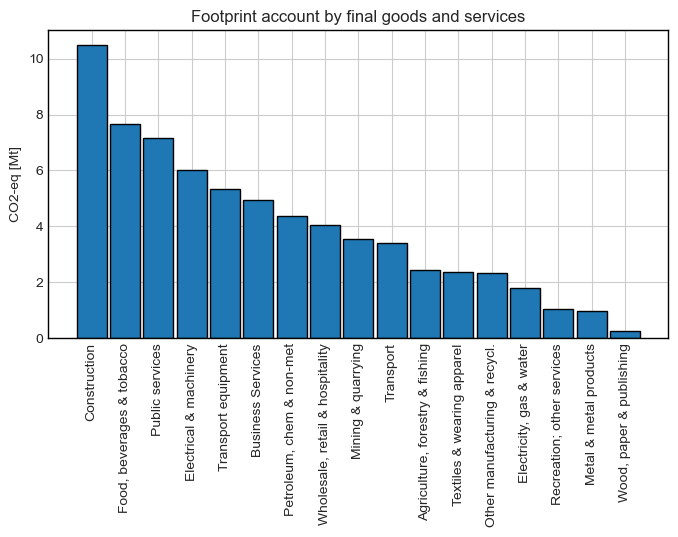 Footprint account by final goods and services
CO2-eq [Mt]
10
8
6
4
2
0
Construction
Food, beverages & tobacco
Public services
Electrical & machinery
Transport equipment
Business Services
Petroleum, chem & non-met
Wholesale, retail & hospitality
Mining & quarrying
Transport
Agriculture, forestry & fishing
Textiles & wearing apparel
Other manufacturing & recycl.
Electricity, gas & water
Recreation; other services
Metal & metal products
Wood, paper & publishing